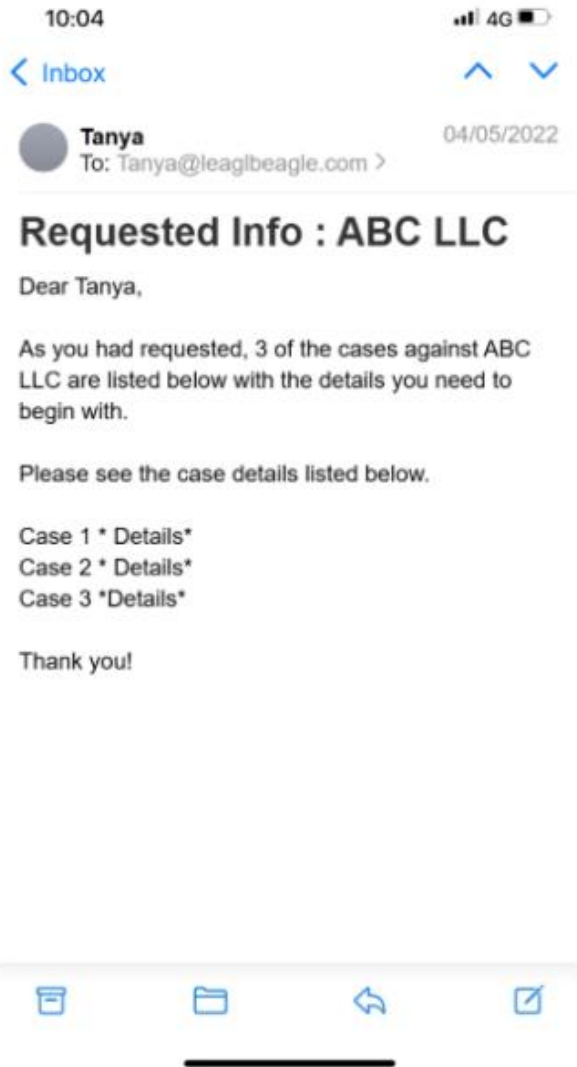 10:04 4G
Inbox
Tanya 04/05/2022
To: Tanya@leaglbeagle.com >
Requested Info : ABC LLC
Dear Tanya,
As you had requested, 3 of the cases against ABC
LLC are listed below with the details you need to
begin with.
Please see the case details listed below.
Case 1 * Details*
Case 2 * Details*
Case 3 *Details*
Thank you!